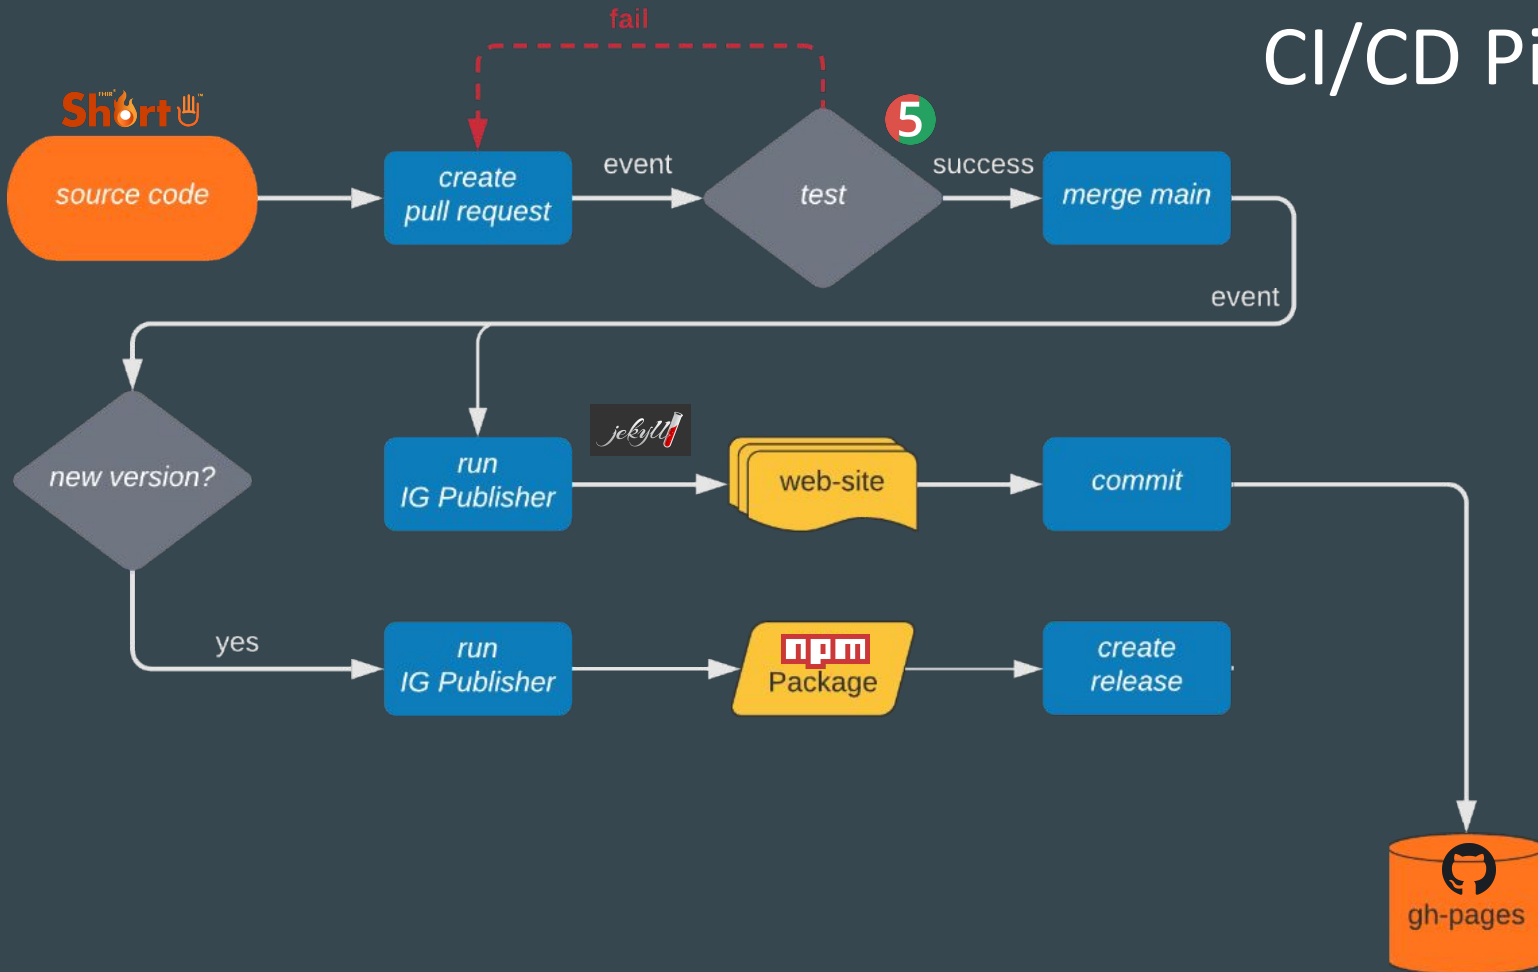 fail
CI/CD Pi
FHIR®
Short
source code
create
pull request
event
test
5
success
merge main
event
new version?
run
IG Publisher
jekyll
web-site
commit
yes
run
IG Publisher
npm
Package
create
release
gh-pages